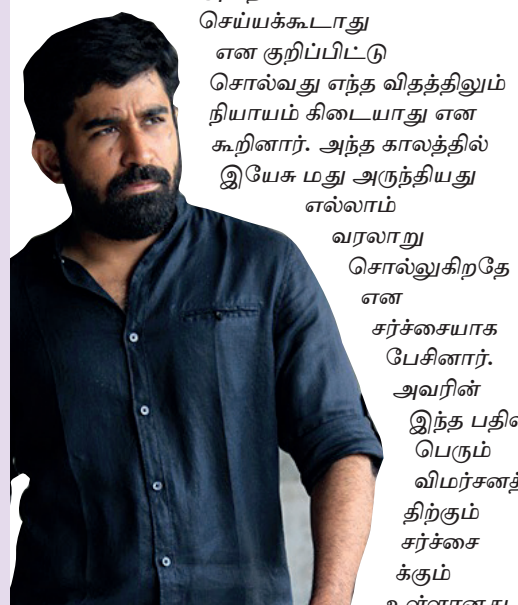 செய்யக்கூடாது
என குறிப்பிட்டு
சொல்வது எந்த விதத்திலும்
நியாயம் கிடையாது என
கூறினார். அந்த காலத்தில்
இயேசு மது அருந்தியது
எல்லாம்
வரலாறு
சொல்லுகிறதே
என
சர்ச்சையாக
பேசினார்.
அவரின்
இந்த
பெரும்
திற்கும்
சர்ச்சை
க்கும்